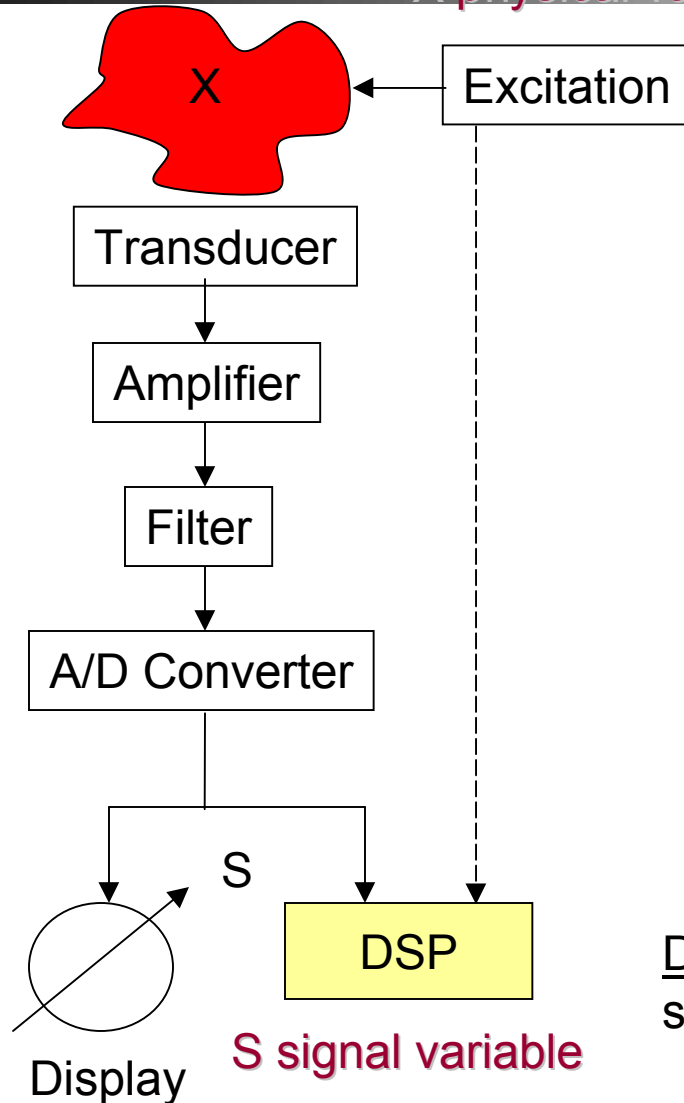 X
Excitation
Transducer
Amplifier
Filter
A/D Converter
S
DSP
S signal variable
Display